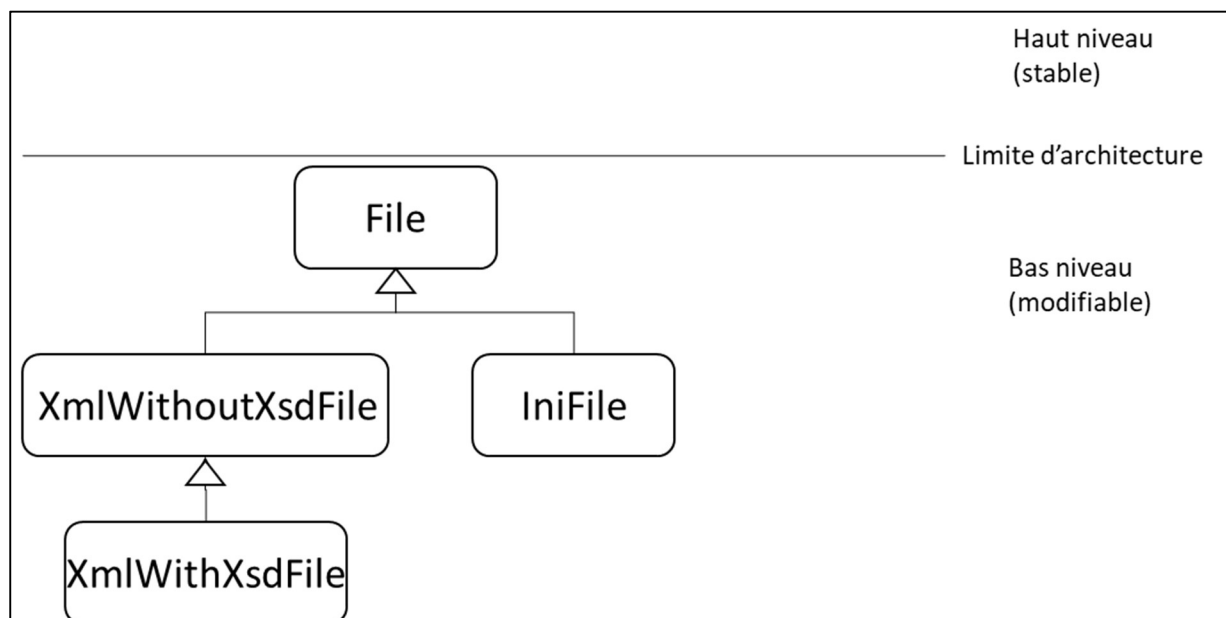 Haut niveau
(stable)
Limite d’architecture
File
Bas niveau
(modifiable)
XmlWithoutXsdFile
IniFile
XmlWithXsdFile